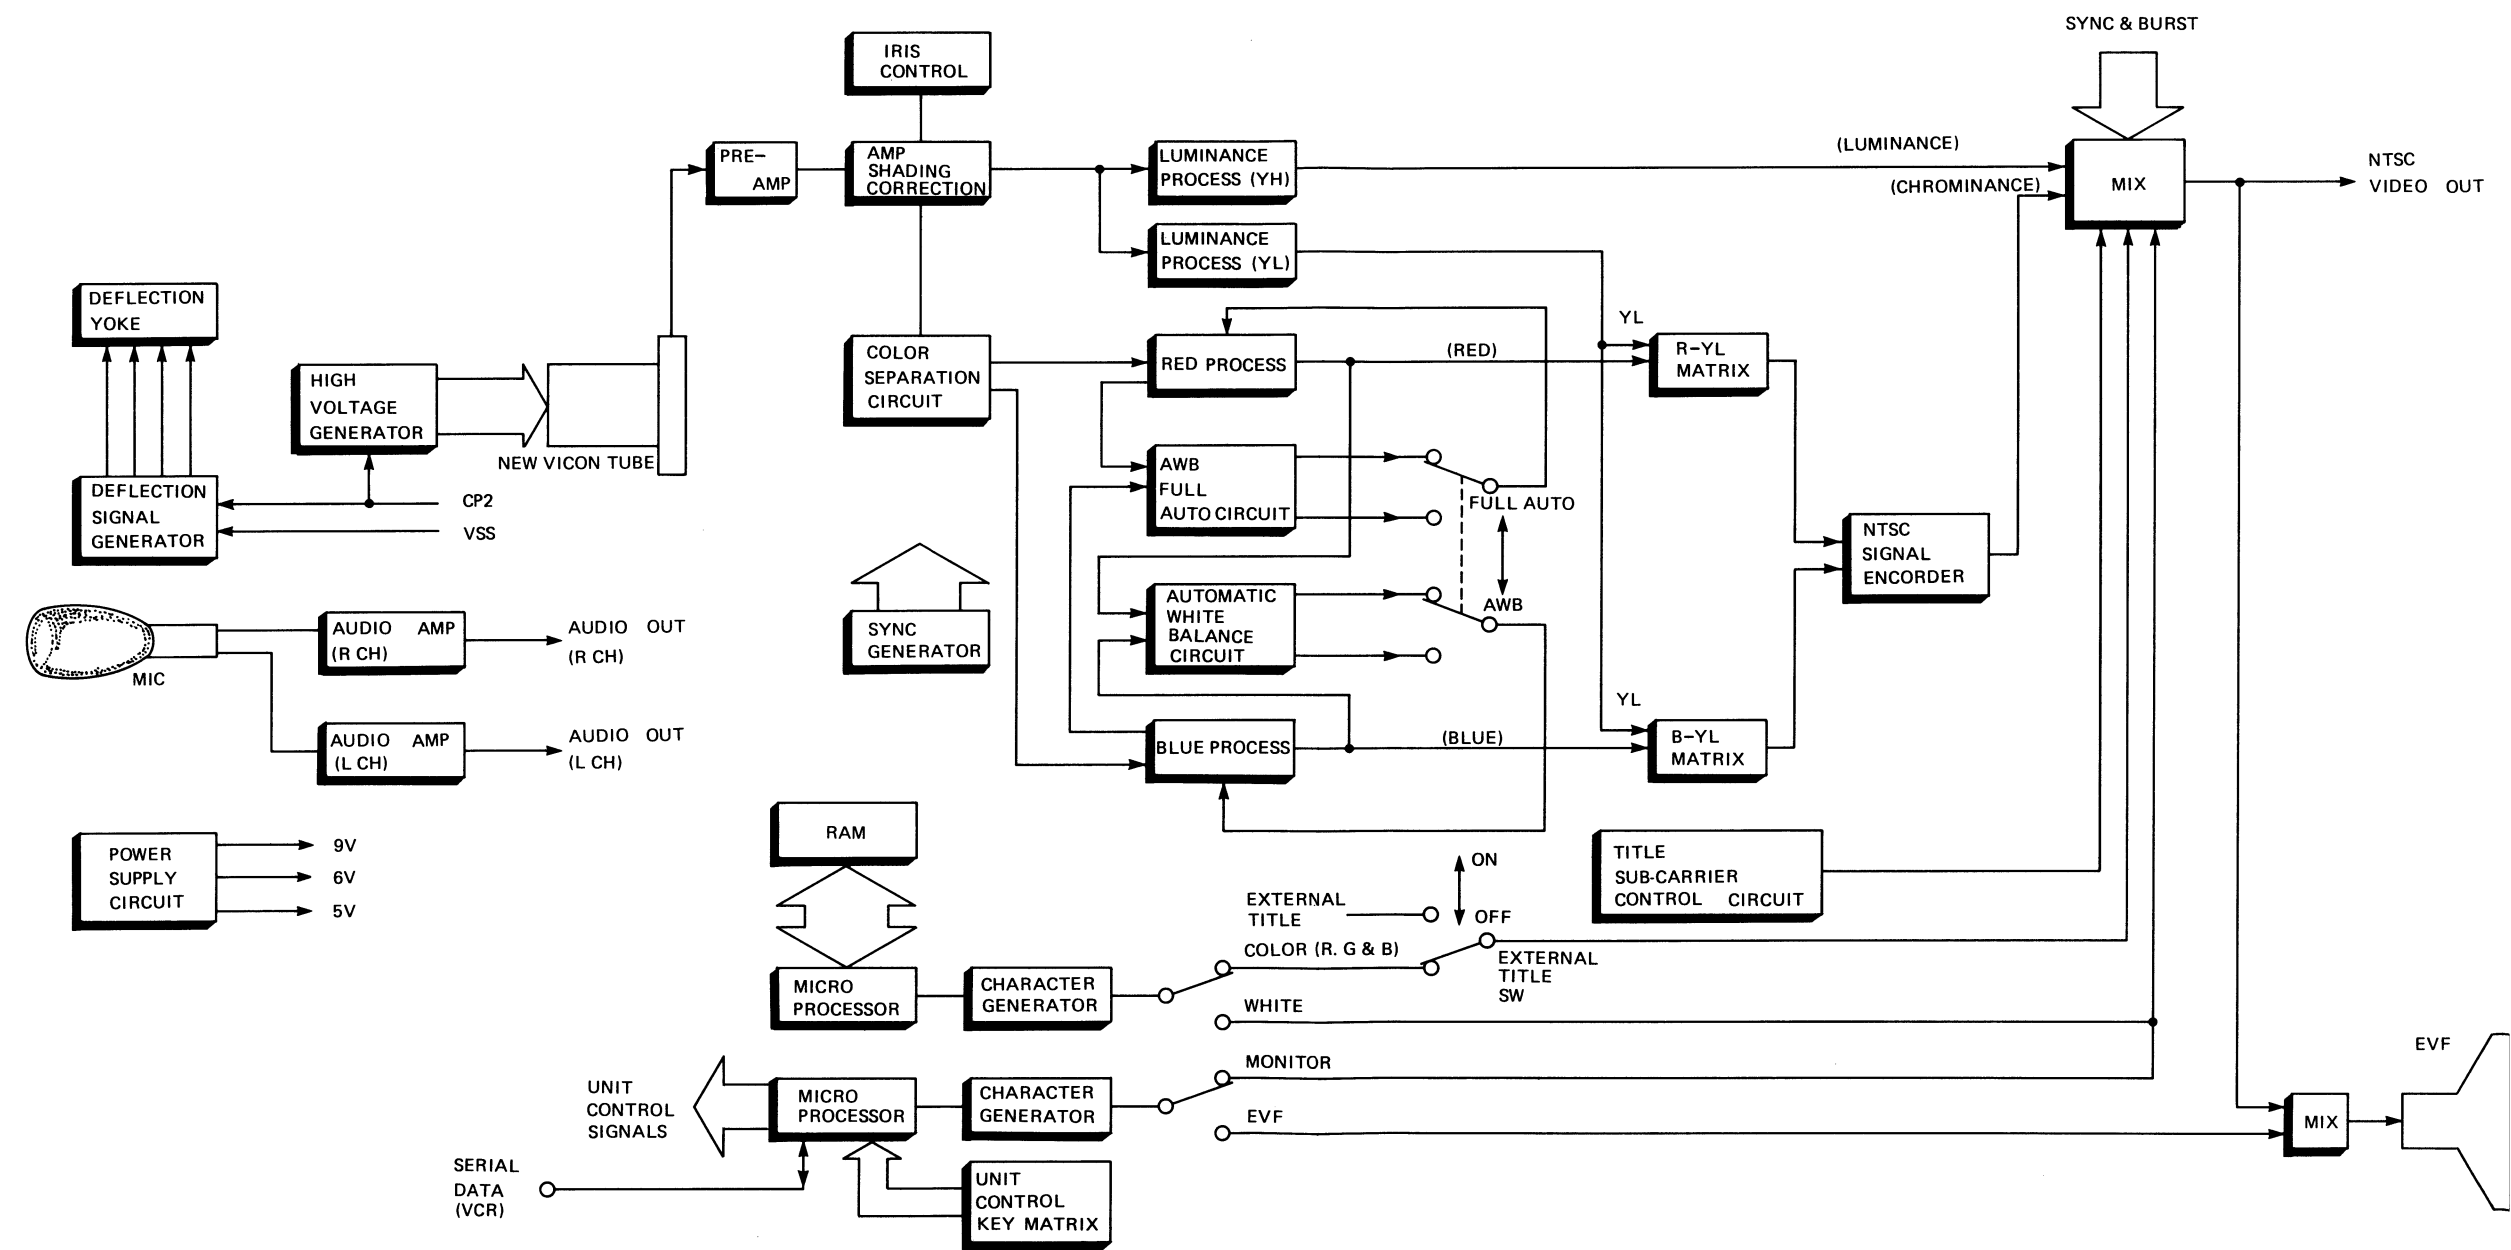 SYNC & BURST
IRIS
CONTROL
PRE-
AMP
AMP
SHADING
CORRECTION
LUMINANCE
PROCESS (YH)
(LUMINANCE)
(CHROMINANCE)
MIX
NTSC
VIDEO OUT
LUMINANCE
PROCESS (YL)
DEFLECTION
YOKE
HIGH
VOLTAGE
GENERATOR
NEW VICON TUBE
COLOR
SEPARATION
CIRCUIT
RED PROCESS
(RED)
YL
R-YL
MATRIX
DEFLECTION
SIGNAL
GENERATOR
CP2
VSS
AWB
FULL
AUTO CIRCUIT
FULL AUTO
NTSC
SIGNAL
ENCORDER
AUTOMATIC
WHITE
BALANCE
CIRCUIT
AWB
SYNC
GENERATOR
MIC
AUDIO AMP
(R CH)
AUDIO OUT
(R CH)
AUDIO AMP
(L CH)
AUDIO OUT
(L CH)
BLUE PROCESS
(BLUE)
YL
B-YL
MATRIX
POWER
SUPPLY
CIRCUIT
9V
6V
5V
RAM
TITLE
SUB-CARRIER
CONTROL CIRCUIT
ON
OFF
EXTERNAL
TITLE
COLOR (R. G & B)
EXTERNAL
TITLE
SW
MICRO
PROCESSOR
CHARACTER
GENERATOR
WHITE
MONITOR
EVF
UNIT
CONTROL
SIGNALS
MICRO
PROCESSOR
CHARACTER
GENERATOR
EVF
MIX
SERIAL
DATA
(VCR)
UNIT
CONTROL
KEY MATRIX